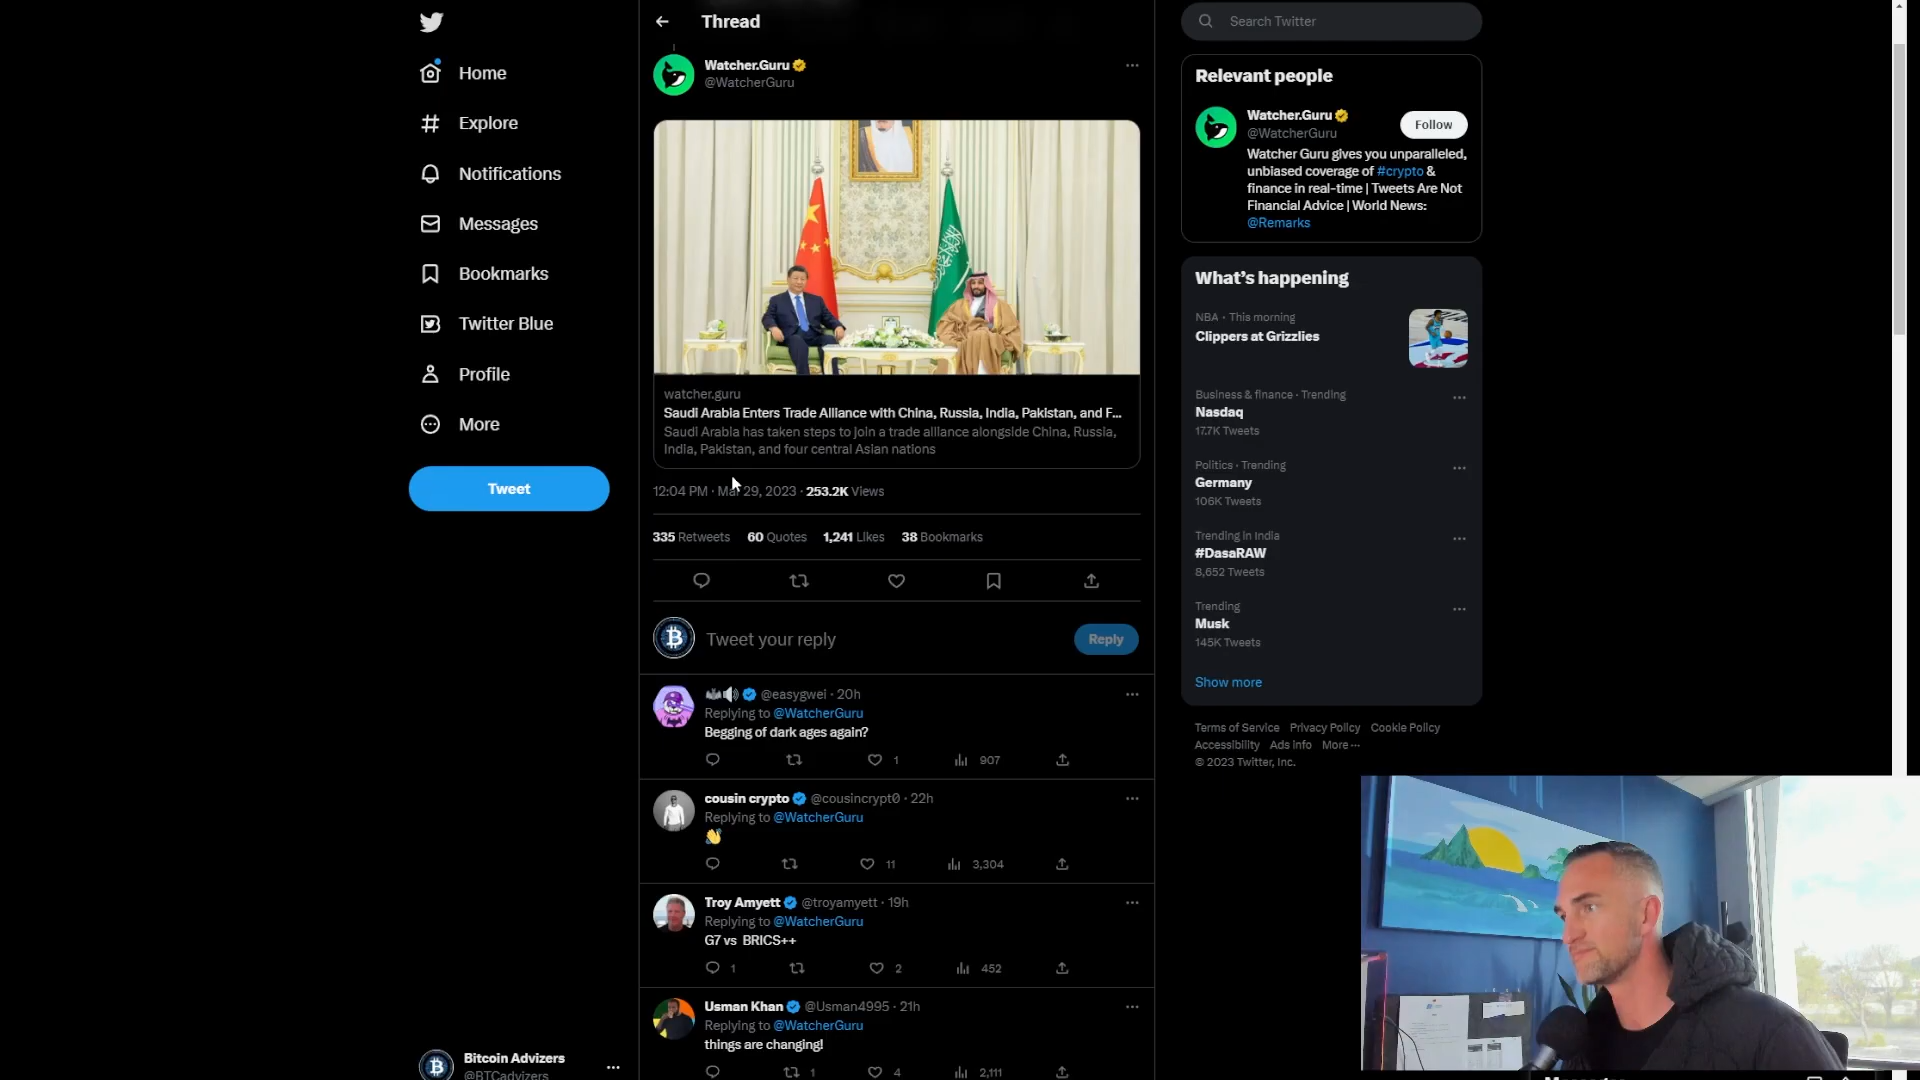 Home
Explore
Notifications
Messages
Bookmarks
Twitter Blue
Profile
More
Tweet
Bitcoin Advizers
@BTCadvizers
Thread
Watcher.Guru
@WatcherGuru
watcher.guru
Saudi Arabia Enters Trade Alliance with China, Russia, India, Pakistan, and F...
Saudi Arabia has taken steps to join a trade alliance alongside China, Russia,
India, Pakistan, and four central Asian nations
12:04 PM · Mar 29, 2023 · 253.2K Views
335 Retweets 60 Quotes 1,241 Likes 38 Bookmarks
Tweet your reply
Reply
@easygwei · 20h
Replying to @WatcherGuru
Begging of dark ages again?
1 907
cousin crypto @cousincrypt0 · 22h
Replying to @WatcherGuru
👋
11 3,304
Troy Amyett @troyamyett · 19h
Replying to @WatcherGuru
G7 vs BRICS++
1 2 452
Usman Khan @Usman4995 · 21h
Replying to @WatcherGuru
things are changing!
1 4 2,111
Search Twitter
Relevant people
Watcher.Guru
@WatcherGuru
Follow
Watcher Guru gives you unparalleled,
unbiased coverage of #crypto &
finance in real-time | Tweets Are Not
Financial Advice | World News:
@Remarks
What's happening
NBA · This morning
Clippers at Grizzlies
Business & finance · Trending
Nasdaq
17.7K Tweets
Politics · Trending
Germany
106K Tweets
Trending in India
#DasaRAW
8,652 Tweets
Trending
Musk
145K Tweets
Show more
Terms of Service Privacy Policy Cookie Policy
Accessibility Ads info More ···
© 2023 Twitter, Inc.